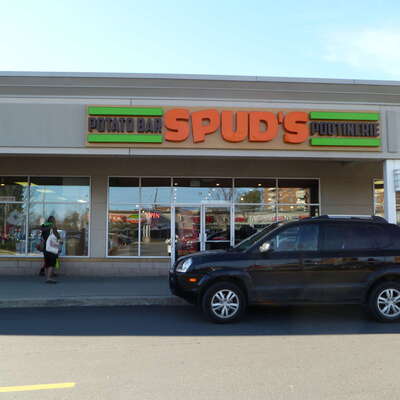 POTATO BAR SPUD'S POUTINERIE